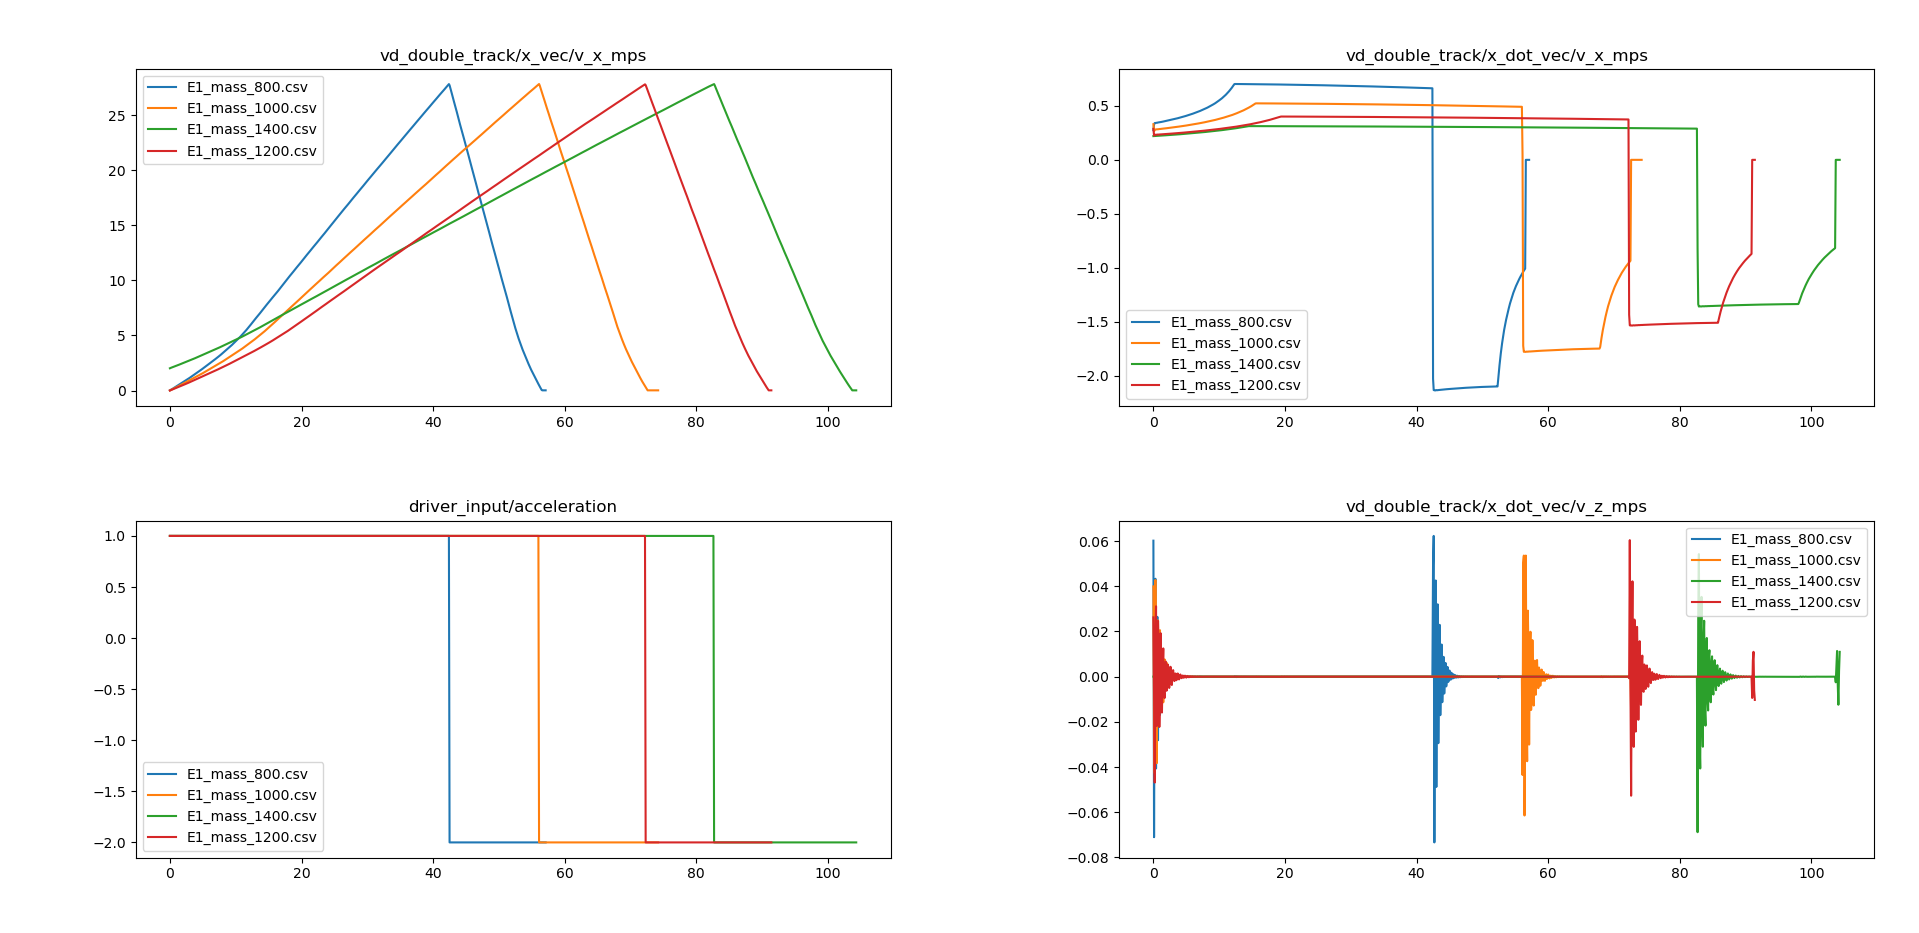 vd_double_track/x_vec/v_x_mps
E1_mass_800.csv
E1_mass_1000.csv
E1_mass_1400.csv
E1_mass_1200.csv
25
20
15
10
5
0
0 20 40 60 80 100
vd_double_track/x_dot_vec/v_x_mps
0.5
0.0
−0.5
−1.0
−1.5
−2.0
E1_mass_800.csv
E1_mass_1000.csv
E1_mass_1400.csv
E1_mass_1200.csv
0 20 40 60 80 100
driver_input/acceleration
1.0
0.5
0.0
−0.5
−1.0
−1.5
−2.0
E1_mass_800.csv
E1_mass_1000.csv
E1_mass_1400.csv
E1_mass_1200.csv
0 20 40 60 80 100
vd_double_track/x_dot_vec/v_z_mps
E1_mass_800.csv
E1_mass_1000.csv
E1_mass_1400.csv
E1_mass_1200.csv
0.06
0.04
0.02
0.00
−0.02
−0.04
−0.06
−0.08
0 20 40 60 80 100